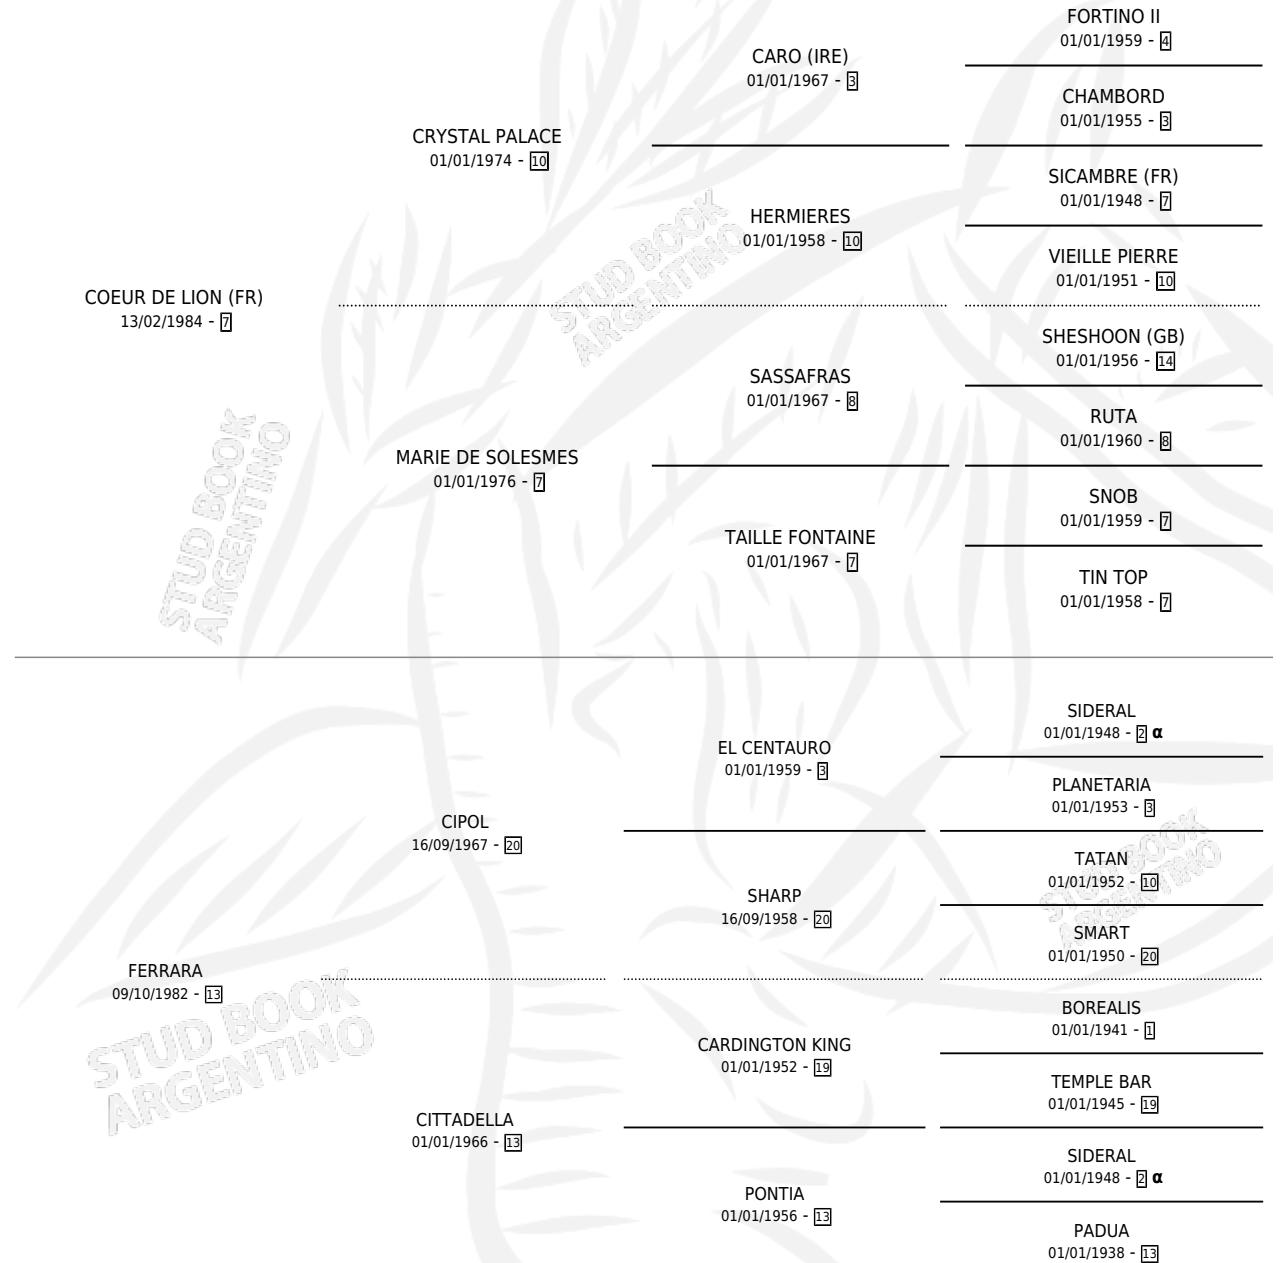 FORTINO II
01/01/1959 - 4
CARO (IRE)
01/01/1967 - 3
CHAMBORD
01/01/1955 - 3
CRYSTAL PALACE
01/01/1974 - 10
SICAMBRE (FR)
01/01/1948 - 7
HERMIERES
01/01/1958 - 10
VIEILLE PIERRE
01/01/1951 - 10
COEUR DE LION (FR)
13/02/1984 - 7
STUD BOOK
ARGENTINO
SHESHOON (GB)
01/01/1956 - 14
SASSAFRAS
01/01/1967 - 8
RUTA
01/01/1960 - 8
MARIE DE SOLESMES
01/01/1976 - 7
SNOB
01/01/1959 - 7
TAILLE FONTAINE
01/01/1967 - 7
TIN TOP
01/01/1958 - 7
STUD BOOK
ARGENTINO
SIDERAL
01/01/1948 - 2 α
EL CENTAURO
01/01/1959 - 3
PLANETARIA
01/01/1953 - 3
CIPOL
16/09/1967 - 20
TATAN
01/01/1952 - 10
SHARP
16/09/1958 - 20
SMART
01/01/1950 - 20
STUD BOOK
ARGENTINO
FERRARA
09/10/1982 - 13
BOREALIS
01/01/1941 - 1
CARDINGTON KING
01/01/1952 - 19
TEMPLE BAR
01/01/1945 - 19
STUD BOOK
ARGENTINO
CITTADELLA
01/01/1966 - 13
SIDERAL
01/01/1948 - 2 α
PONTIA
01/01/1956 - 13
PADUA
01/01/1938 - 13